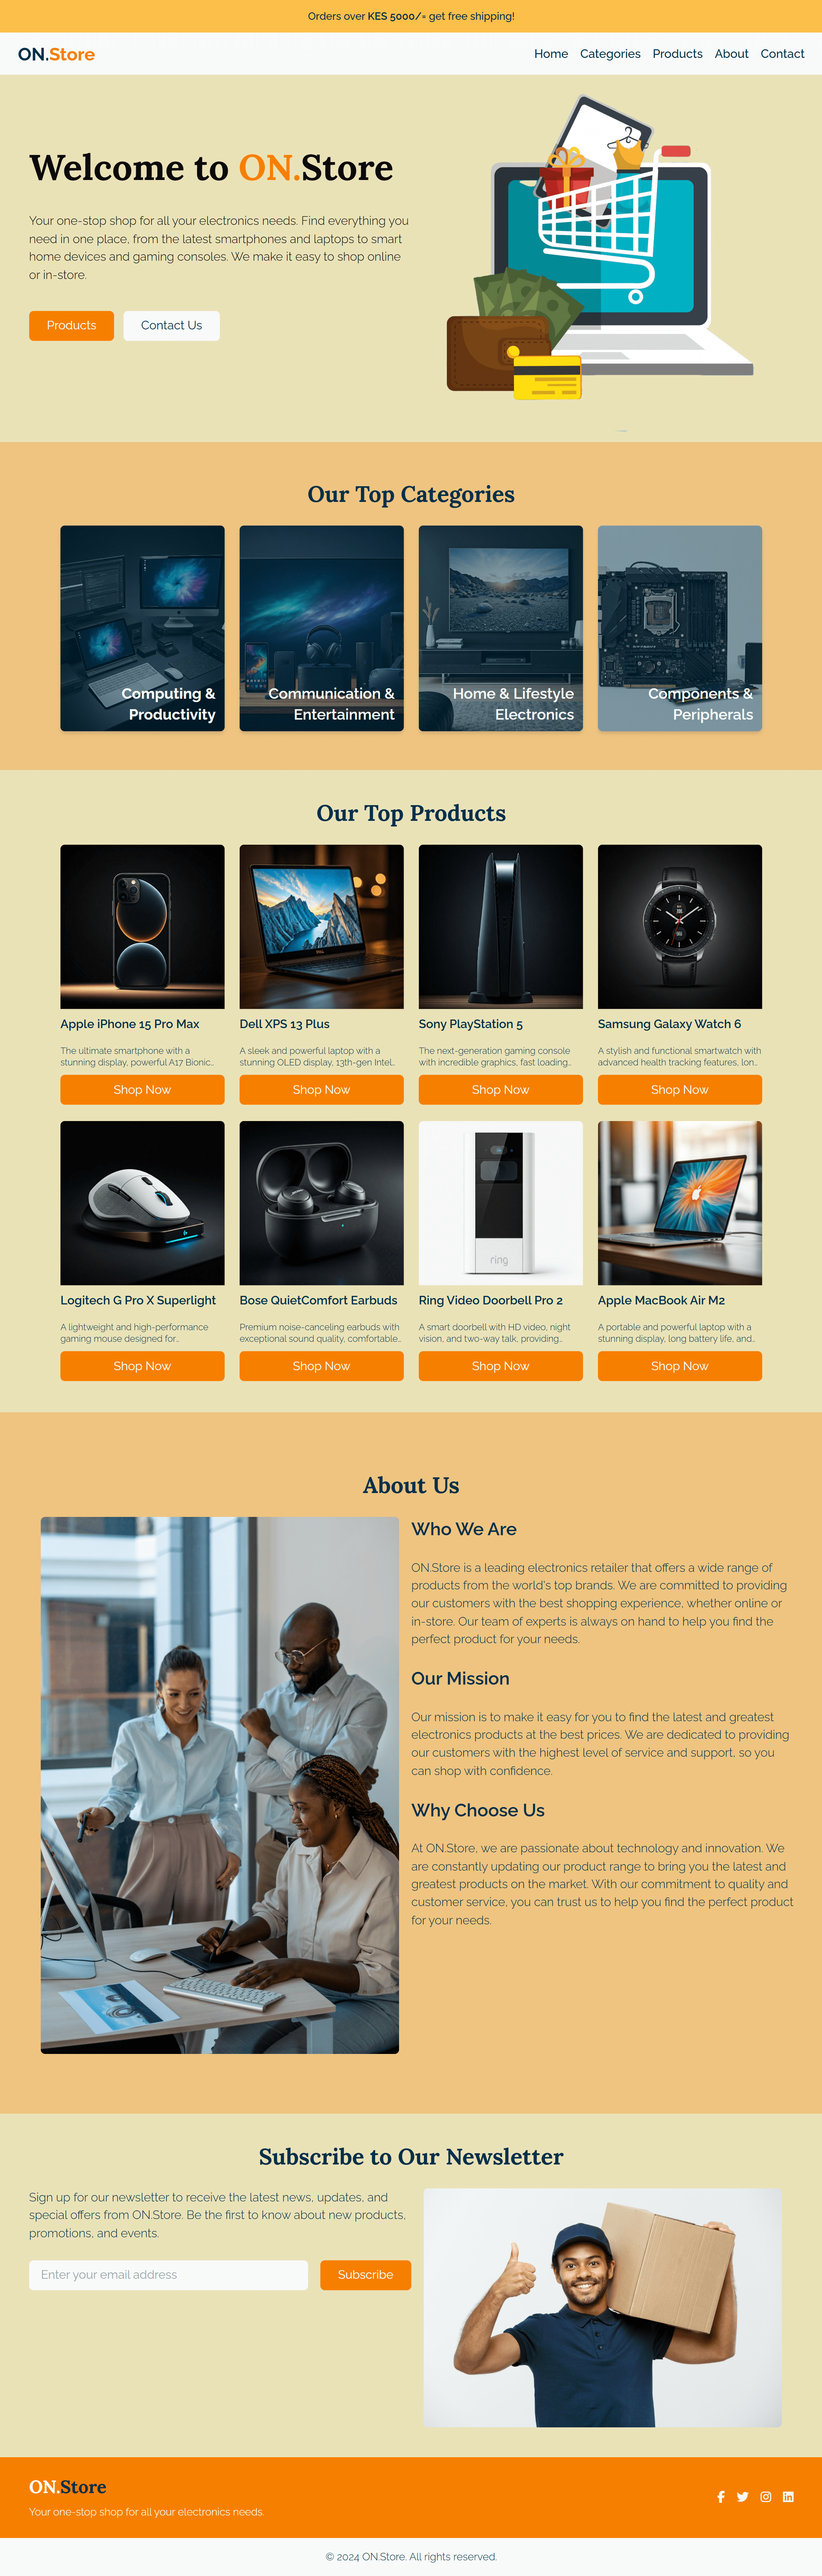 Orders over KES 5000/= get free shipping!
ON.Store
Home Categories Products About Contact
Welcome to ON.Store
Your one-stop shop for all your electronics needs. Find everything you
need in one place, from the latest smartphones and laptops to smart
home devices and gaming consoles. We make it easy to shop online
or in-store.
Products
Contact Us
Our Top Categories
Computing &
Productivity
Communication &
Entertainment
Home & Lifestyle
Electronics
Components &
Peripherals
Our Top Products
Apple iPhone 15 Pro Max
The ultimate smartphone with a
stunning display, powerful A17 Bionic...
Shop Now
Dell XPS 13 Plus
A sleek and powerful laptop with a
stunning OLED display, 13th-gen Intel...
Shop Now
Sony PlayStation 5
The next-generation gaming console
with incredible graphics, fast loading...
Shop Now
Samsung Galaxy Watch 6
A stylish and functional smartwatch with
advanced health tracking features, lon...
Shop Now
Logitech G Pro X Superlight
A lightweight and high-performance
gaming mouse designed for...
Shop Now
Bose QuietComfort Earbuds
Premium noise-canceling earbuds with
exceptional sound quality, comfortable...
Shop Now
ring
Ring Video Doorbell Pro 2
A smart doorbell with HD video, night
vision, and two-way talk, providing...
Shop Now
Apple MacBook Air M2
A portable and powerful laptop with a
stunning display, long battery life, and...
Shop Now
About Us
Who We Are
ON.Store is a leading electronics retailer that offers a wide range of
products from the world's top brands. We are committed to providing
our customers with the best shopping experience, whether online or
in-store. Our team of experts is always on hand to help you find the
perfect product for your needs.
Our Mission
Our mission is to make it easy for you to find the latest and greatest
electronics products at the best prices. We are dedicated to providing
our customers with the highest level of service and support, so you
can shop with confidence.
Why Choose Us
At ON.Store, we are passionate about technology and innovation. We
are constantly updating our product range to bring you the latest and
greatest products on the market. With our commitment to quality and
customer service, you can trust us to help you find the perfect product
for your needs.
Subscribe to Our Newsletter
Sign up for our newsletter to receive the latest news, updates, and
special offers from ON.Store. Be the first to know about new products,
promotions, and events.
Enter your email address
Subscribe
ON.Store
Your one-stop shop for all your electronics needs.
© 2024 ON.Store. All rights reserved.